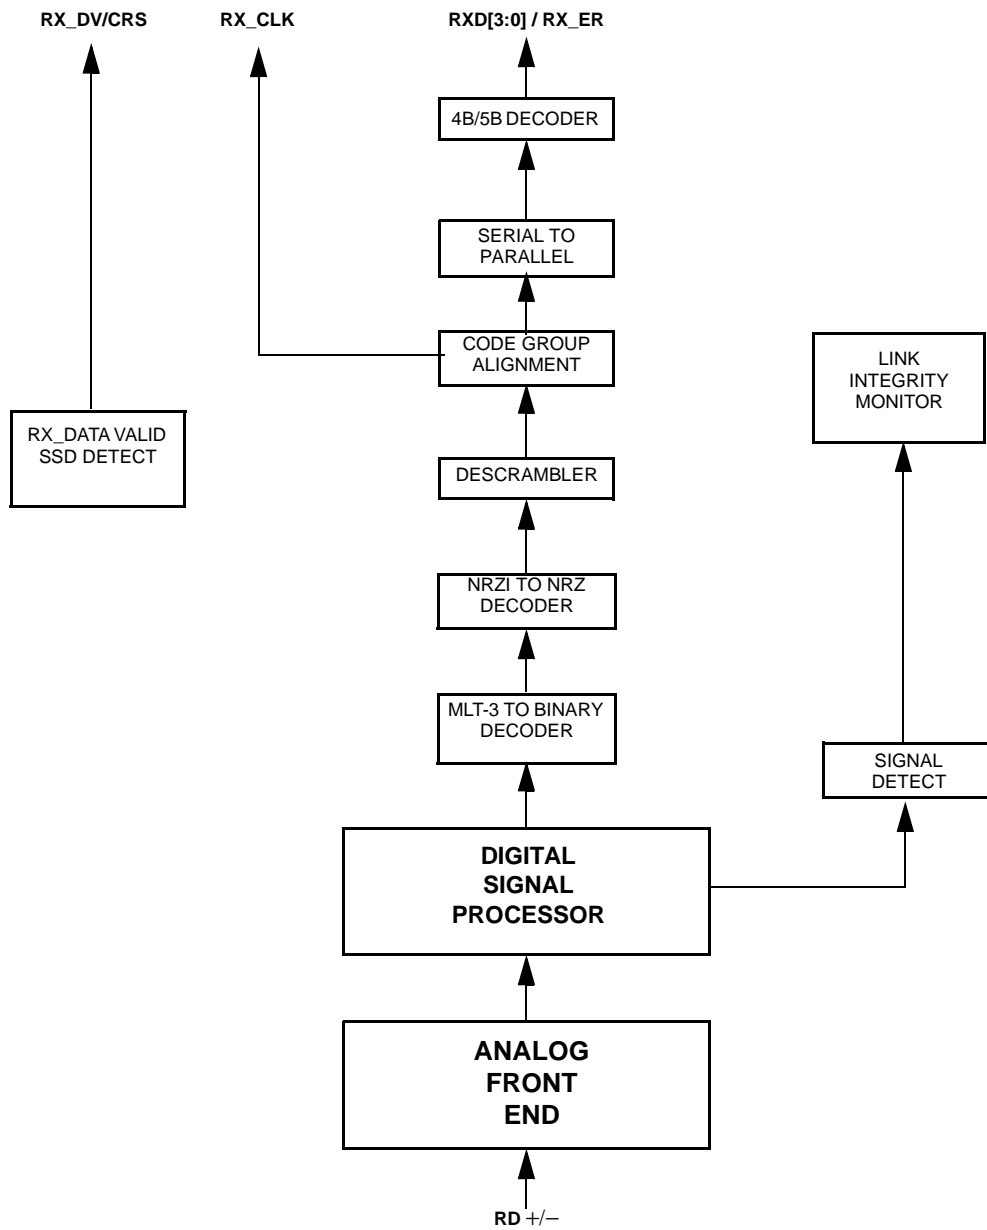 RX_DV/CRS
RX_CLK
RXD[3:0] / RX_ER
4B/5B DECODER
SERIAL TO
PARALLEL
CODE GROUP
ALIGNMENT
LINK
INTEGRITY
MONITOR
RX_DATA VALID
SSD DETECT
DESCRAMBLER
NRZI TO NRZ
DECODER
MLT-3 TO BINARY
DECODER
SIGNAL
DETECT
DIGITAL
SIGNAL
PROCESSOR
ANALOG
FRONT
END
RD +/−